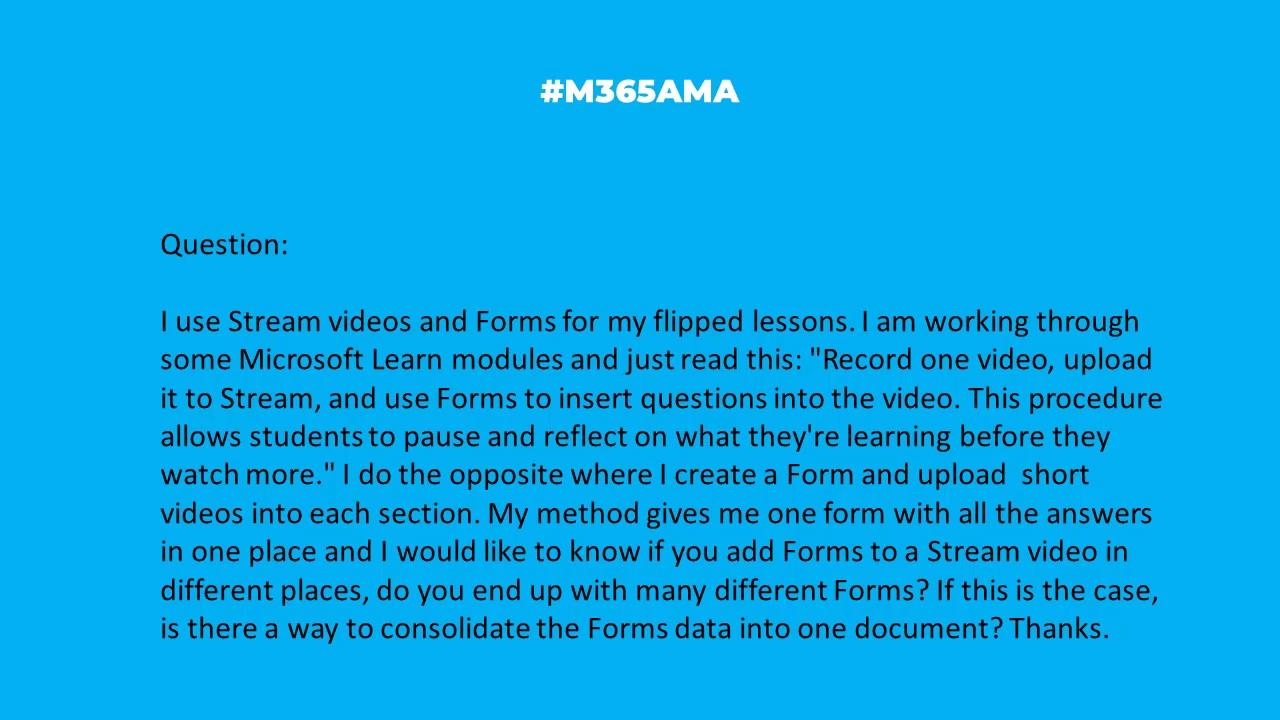 #M365AMA
Question:
I use Stream videos and Forms for my flipped lessons. I am working through
some Microsoft Learn modules and just read this: "Record one video, upload
it to Stream, and use Forms to insert questions into the video. This procedure
allows students to pause and reflect on what they're learning before they
watch more." I do the opposite where I create a Form and upload  short
videos into each section. My method gives me one form with all the answers
in one place and I would like to know if you add Forms to a Stream video in
different places, do you end up with many different Forms? If this is the case,
is there a way to consolidate the Forms data into one document? Thanks.